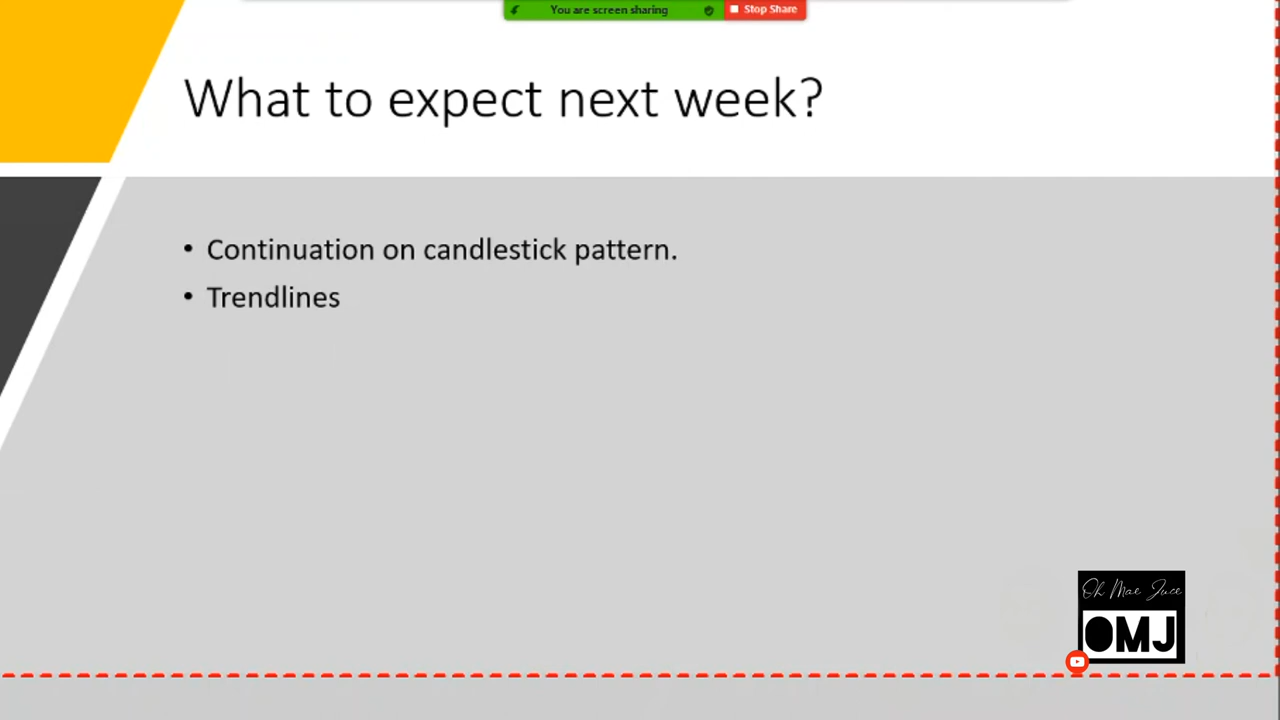 You are screen sharing
Stop Share
What to expect next week?
• Continuation on candlestick pattern.
• Trendlines
Oh Mae Juce
OMJ